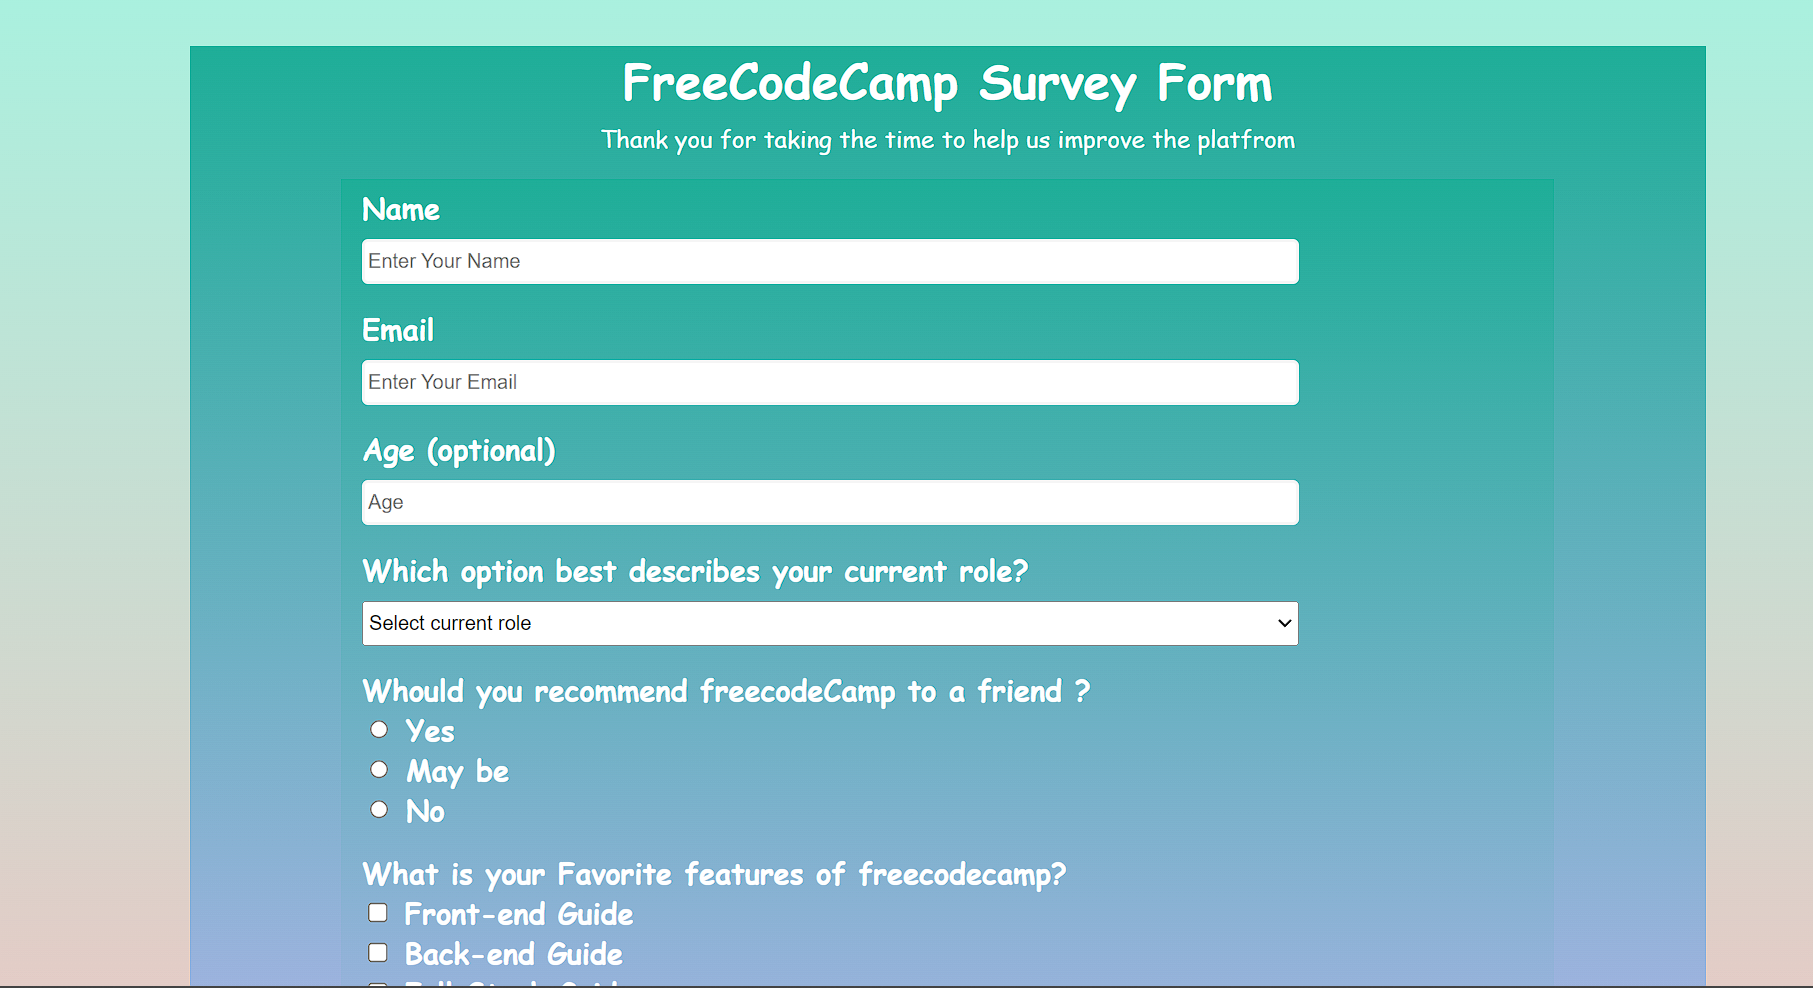 FreeCodeCamp Survey Form
Thank you for taking the time to help us improve the platfrom
Name
Enter Your Name
Email
Enter Your Email
Age (optional)
Age
Which option best describes your current role?
Select current role
Whould you recommend freecodeCamp to a friend ?
Yes
May be
No
What is your Favorite features of freecodecamp?
Front-end Guide
Back-end Guide